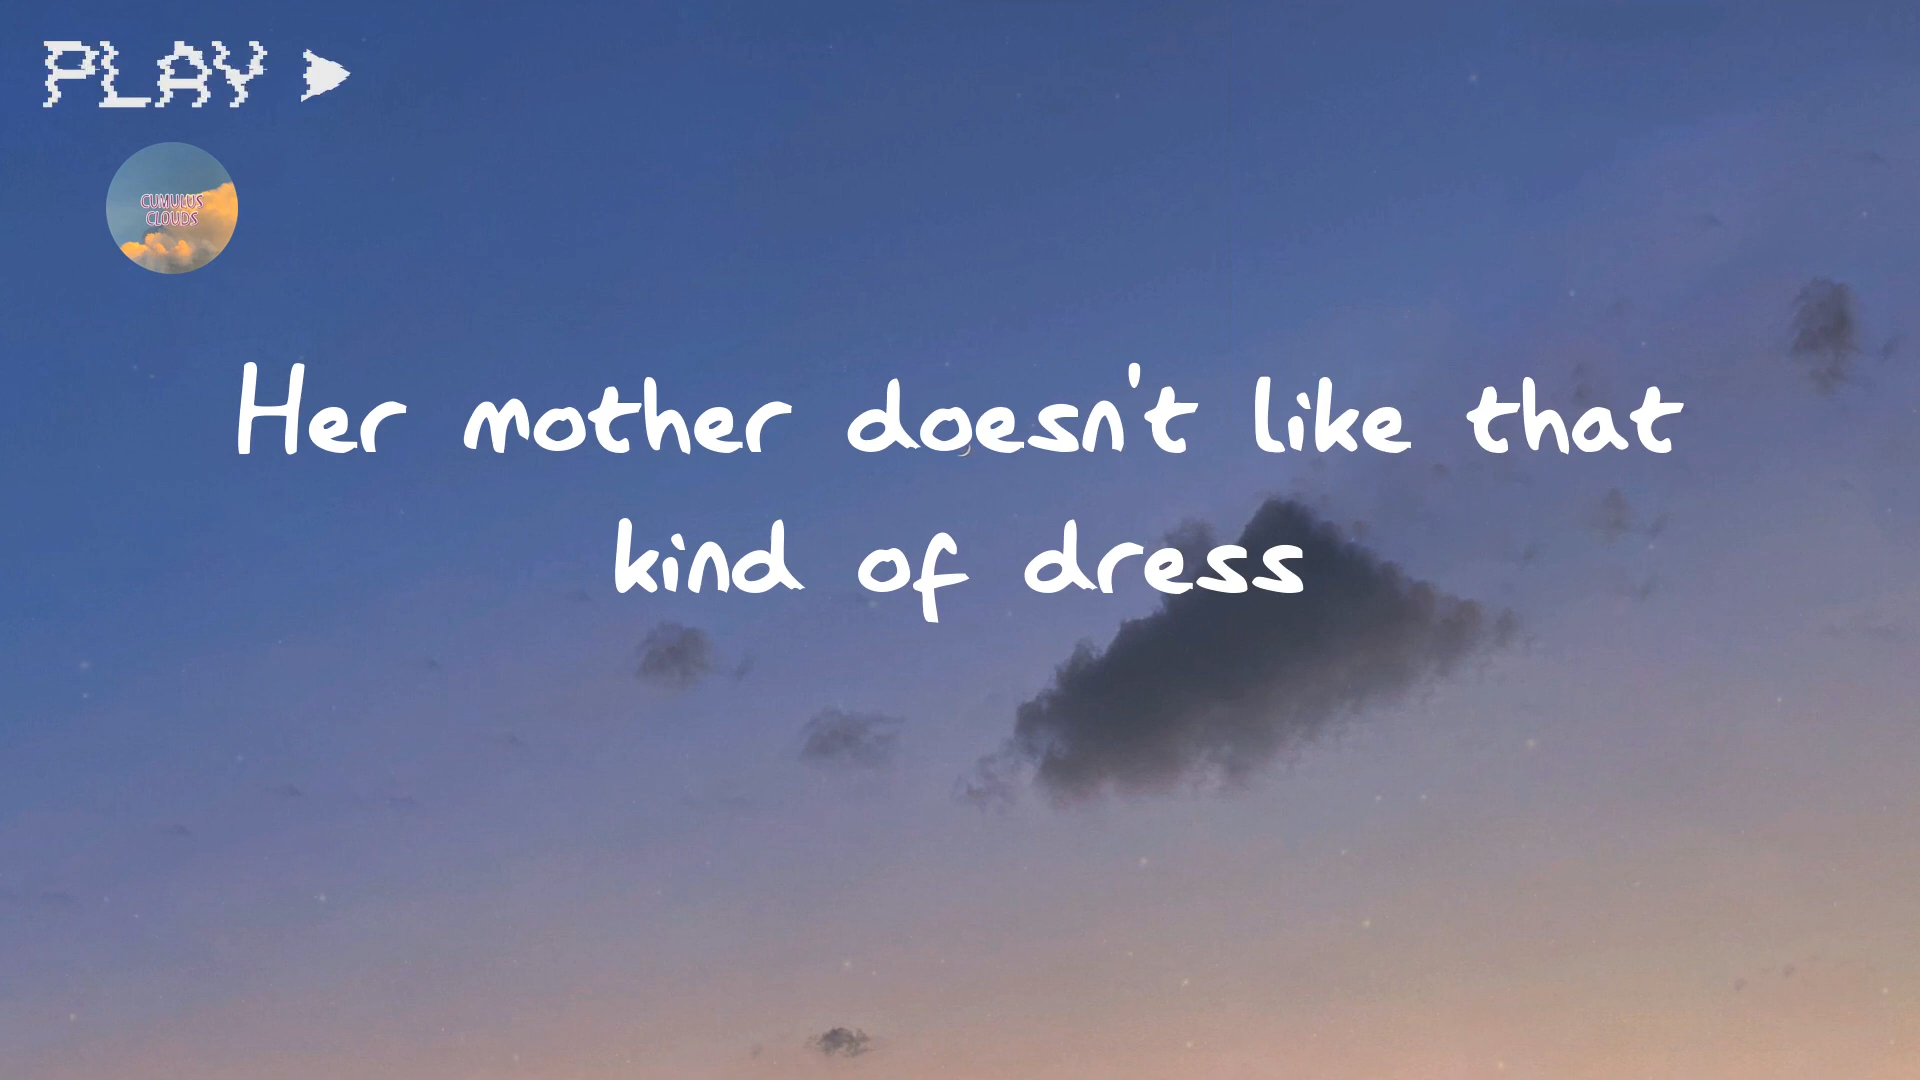 PLAY
CUMULUS
CLOUDS
Her mother doesn't like that
kind of dress